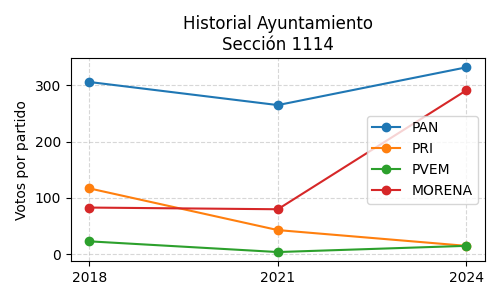 Historial Ayuntamiento
Sección 1114
Votos por partido
300
200
100
0
2018
2021
2024
PAN
PRI
PVEM
MORENA